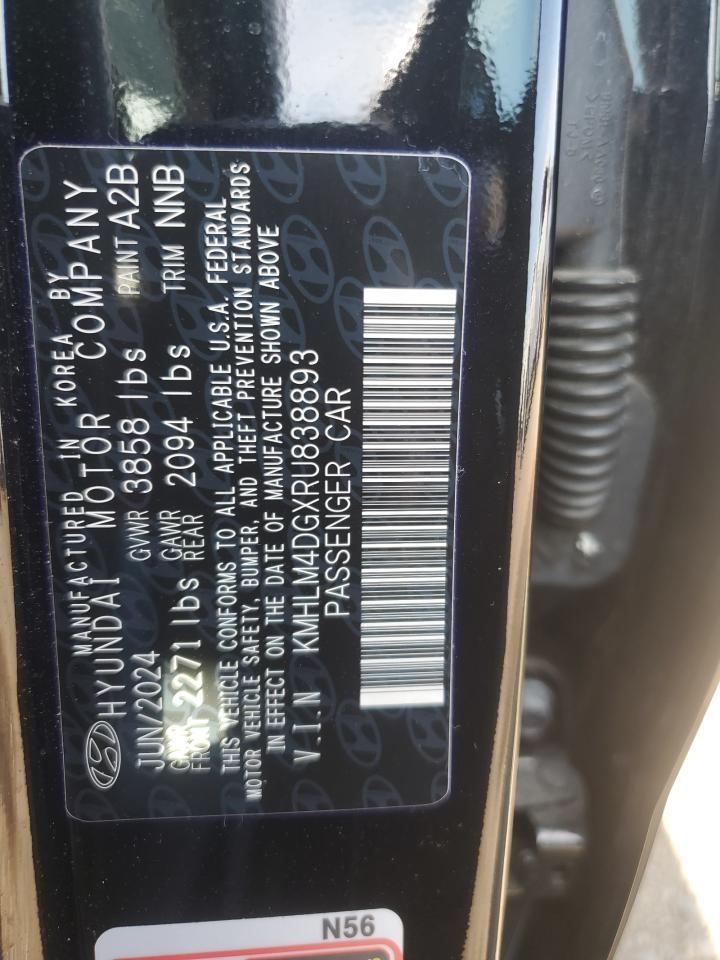 MANUFACTURED IN KOREA BY
HYUNDAI MOTOR COMPANY
JUN/2024 GVWR 3858 lbs PAINT A2B
GAWR FRONT 2271 lbs GAWR REAR 2094 lbs TRIM NNB
THIS VEHICLE CONFORMS TO ALL APPLICABLE U.S.A. FEDERAL
MOTOR VEHICLE SAFETY, BUMPER, AND THEFT PREVENTION STANDARDS
IN EFFECT ON THE DATE OF MANUFACTURE SHOWN ABOVE
V.I.N KMHLM4DGXRU838893
PASSENGER CAR
N56